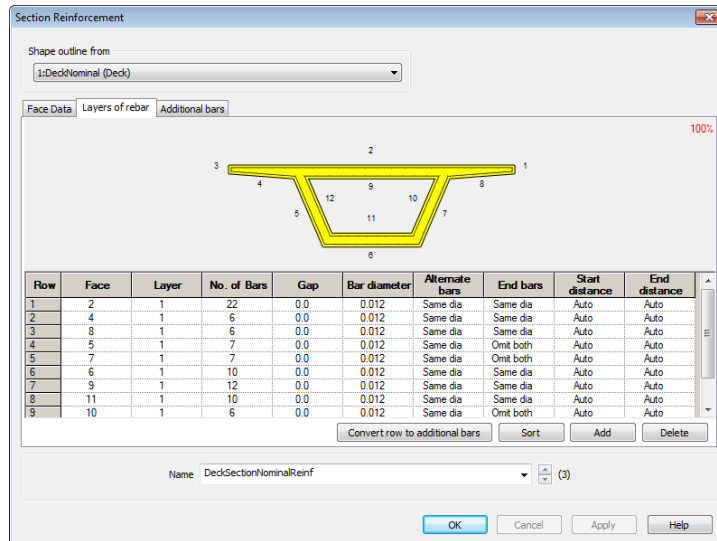 Section Reinforcement
Shape outline from
1:DeckNominal (Deck)
Face Data Layers of rebar Additional bars
100%
2
3 1
4 9 8
12 10
5 11 7
6
Row Face Layer No. of Bars Gap Bar diameter Alternate bars End bars Start distance End distance
1 2 1 22 0.0 0.012 Same dia Same dia Auto Auto
2 4 1 6 0.0 0.012 Same dia Same dia Auto Auto
3 8 1 6 0.0 0.012 Same dia Same dia Auto Auto
4 5 1 7 0.0 0.012 Same dia Omit both Auto Auto
5 7 1 7 0.0 0.012 Same dia Omit both Auto Auto
6 6 1 10 0.0 0.012 Same dia Same dia Auto Auto
7 9 1 12 0.0 0.012 Same dia Same dia Auto Auto
8 11 1 10 0.0 0.012 Same dia Same dia Auto Auto
9 10 1 6 0.0 0.012 Same dia Omit both Auto Auto
Convert row to additional bars Sort Add Delete
Name DeckSectionNominalReinf (3)
OK Cancel Apply Help